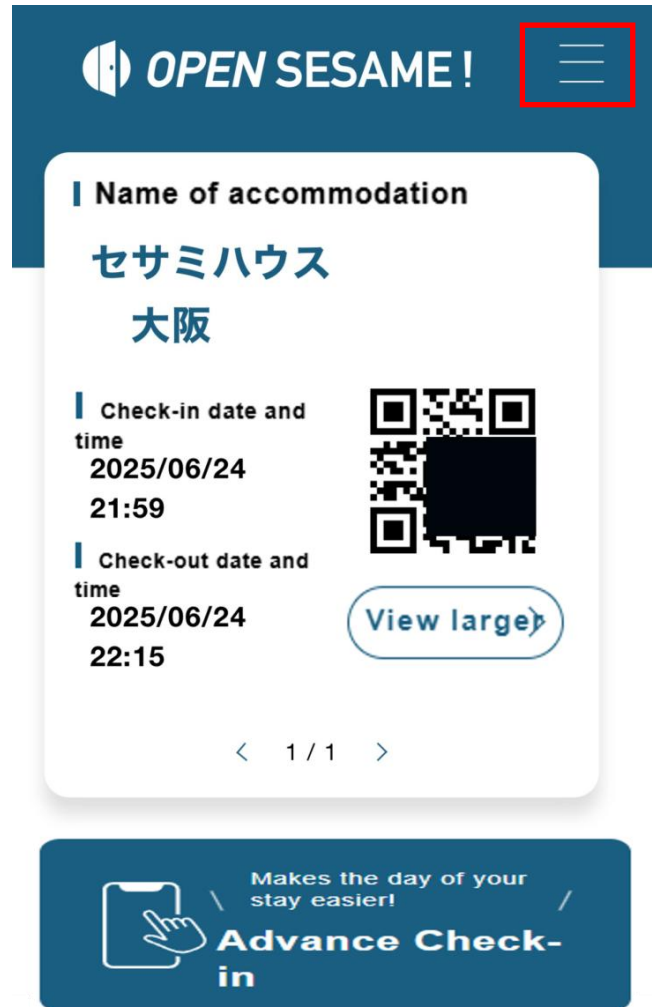 OPEN SESAME!
Name of accommodation
セサミハウス
大阪
Check-in date and
time
2025/06/24
21:59
Check-out date and
time
2025/06/24
22:15
View larger
< 1 / 1 >
Makes the day of your
\ stay easier! /
Advance Check-
in